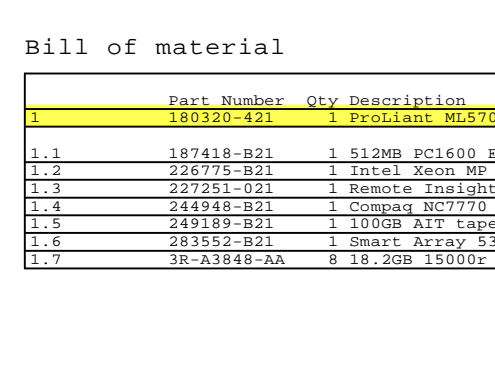 Bill of material
Part Number Qty Description
1 180320-421 1 ProLiant ML570
1.1 187418-B21 1 512MB PC1600 E
1.2 226775-B21 1 Intel Xeon MP
1.3 227251-021 1 Remote Insight
1.4 244948-B21 1 Compaq NC7770
1.5 249189-B21 1 100GB AIT tape
1.6 283552-B21 1 Smart Array 53
1.7 3R-A3848-AA 8 18.2GB 15000r